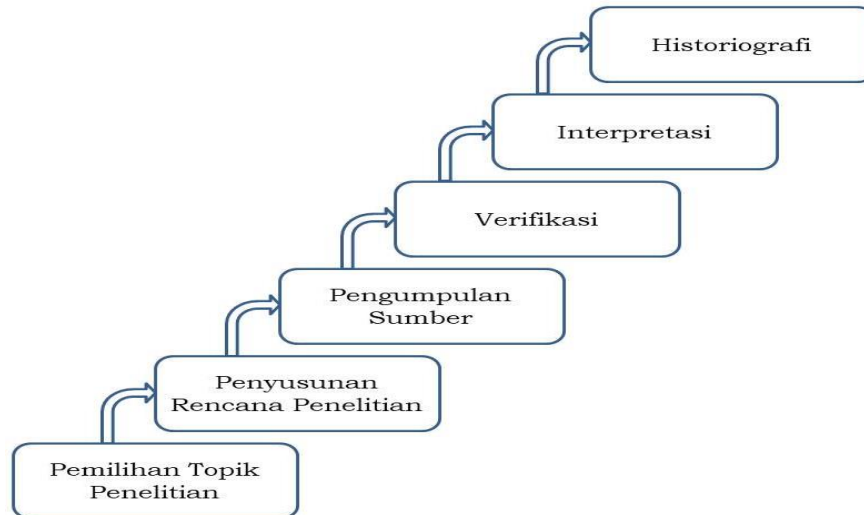 Historiografi
Interpretasi
Verifikasi
Pengumpulan
Sumber
Penyusunan
Rencana Penelitian
Pemilihan Topik
Penelitian